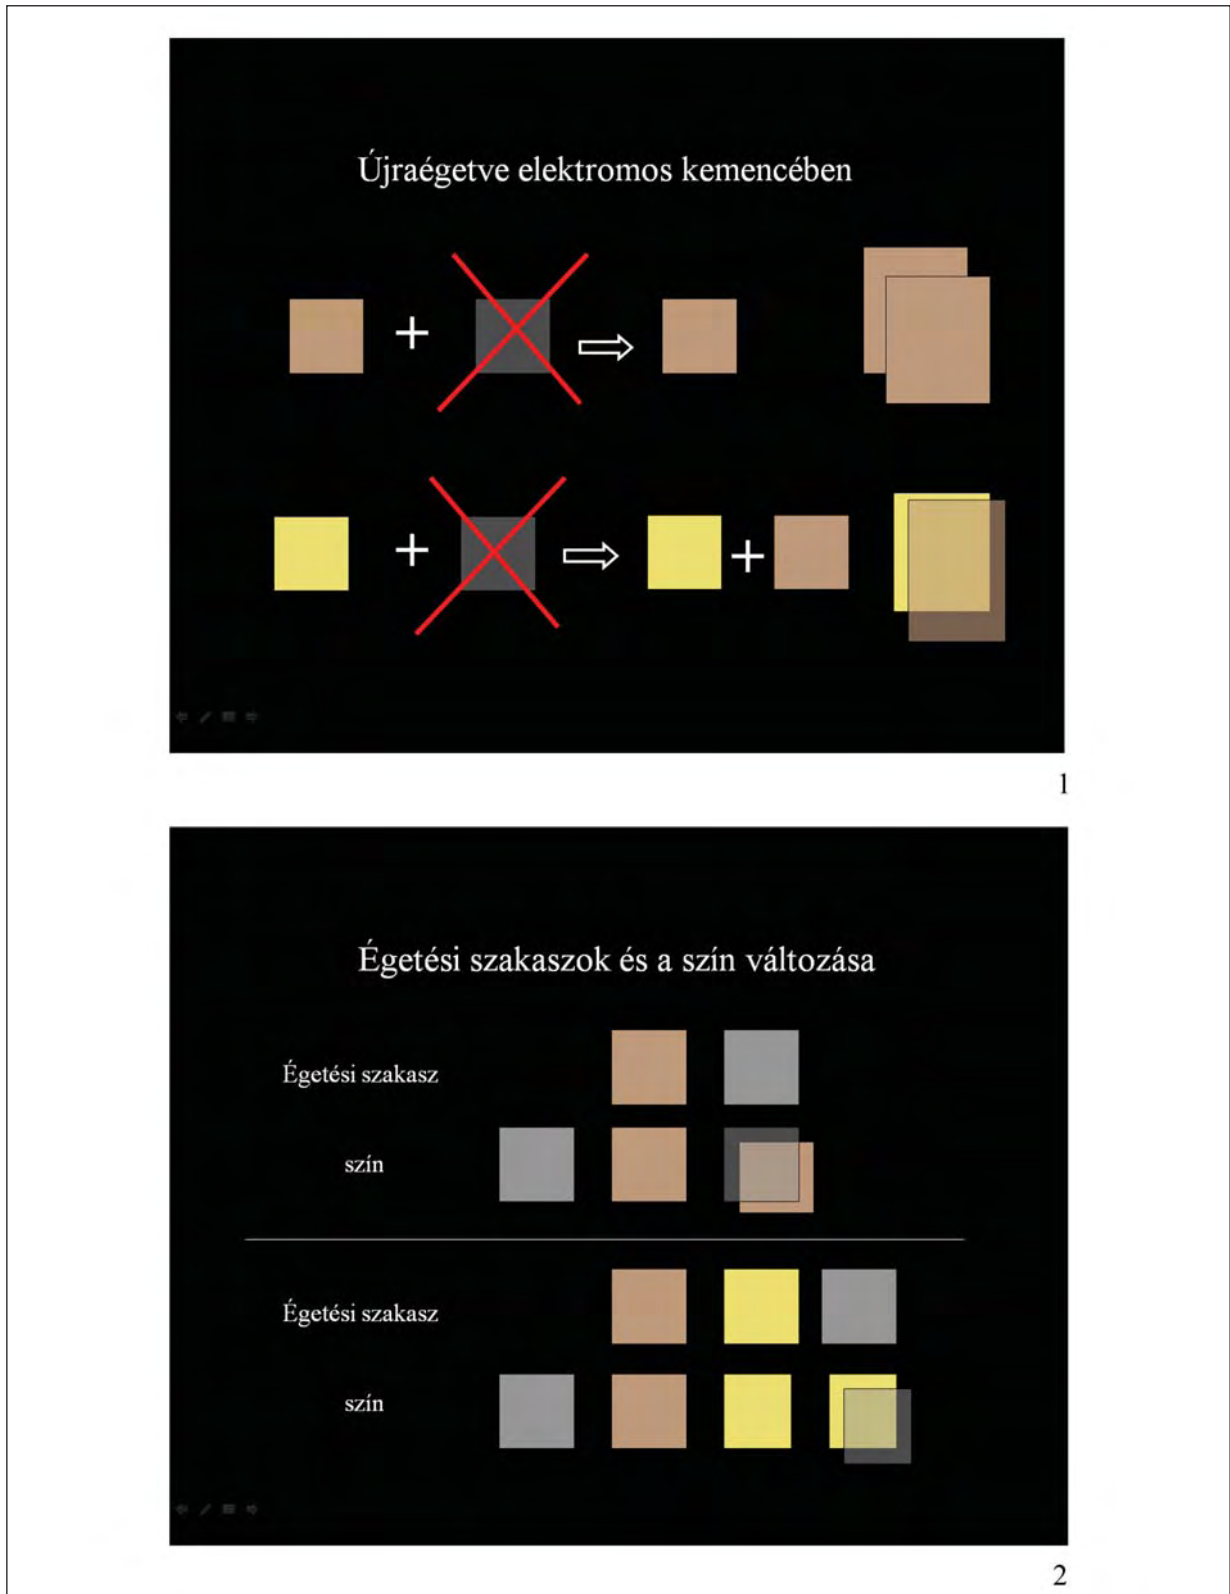 Újraégetve elektromos kemencében
+
+ +
1
Égetési szakaszok és a szín változása
Égetési szakasz
szín
Égetési szakasz
szín
2